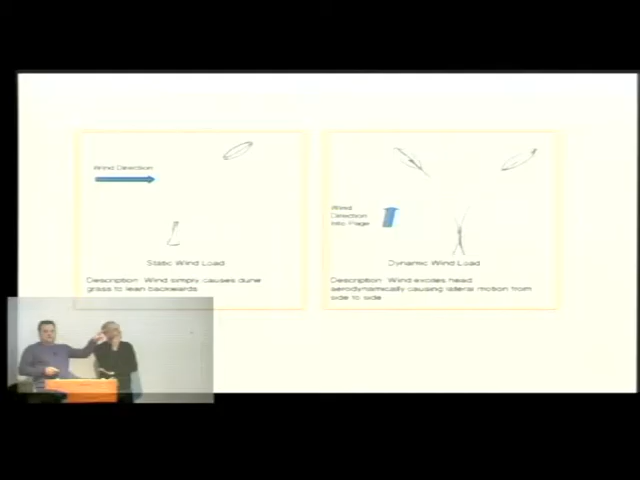 Wind Direction
Static Wind Load
Description: Wind simply causes dune
grass to lean backwards
Wind
Direction
Into Page
Dynamic Wind Load
Description: Wind excites head
aerodynamically causing lateral motion from
side to side